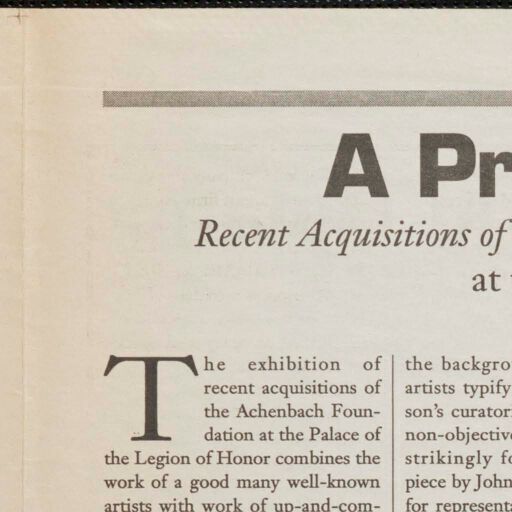 A Pr
Recent Acquisitions of
at
The exhibition of
recent acquisitions of
the Achenbach Foun-
dation at the Palace of
the Legion of Honor combines the
work of a good many well-known
artists with work of up-and-com-
the backgro
artists typify
son's curator
non-objective
strikingly fo
piece by John
for representa